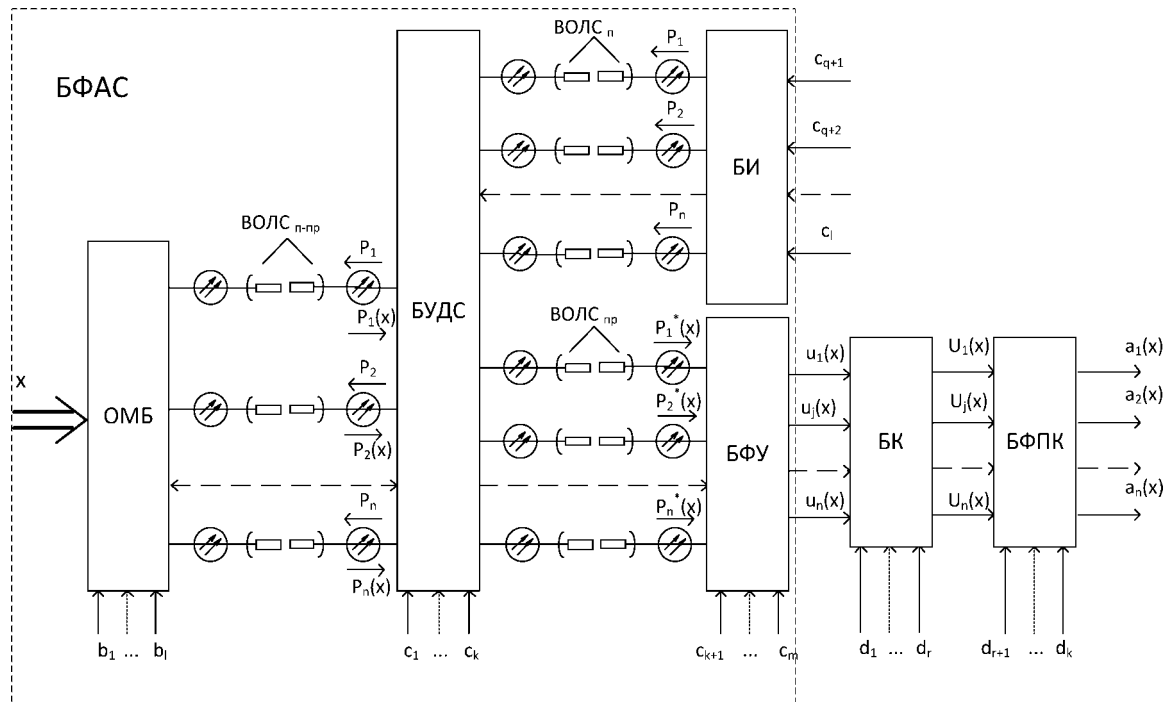 БФАС
ВОЛС п
P1
cq+1
P2
cq+2
БИ
Pn
cl
ВОЛС п-пр
P1
P1(x)
БУДС
ВОЛС пр
P1*(x)
x
ОМБ
P2
P2(x)
P2*(x)
БФУ
u1(x)
uj(x)
un(x)
БК
U1(x)
Uj(x)
Un(x)
БФПК
a1(x)
a2(x)
an(x)
Pn
Pn(x)
Pn*(x)
b1 ... bl
c1 ... ck
ck+1 ... cm
d1 ... dr
dr+1 ... dk